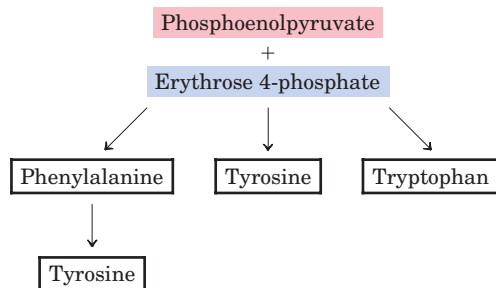 Phosphoenolpyruvate
+
Erythrose 4-phosphate
Phenylalanine Tyrosine Tryptophan
Tyrosine